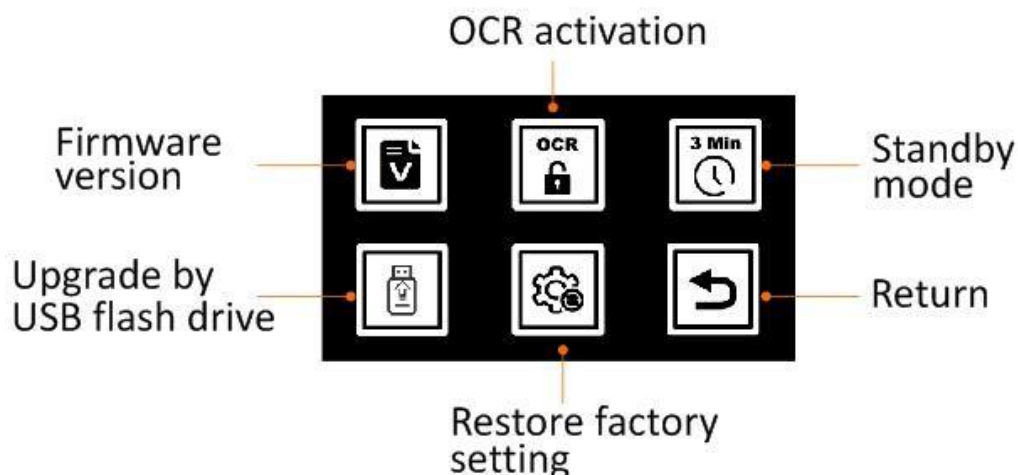 OCR activation
Firmware
version
V
OCR
3 Min
Standby
mode
Upgrade by
USB flash drive
Return
Restore factory
setting